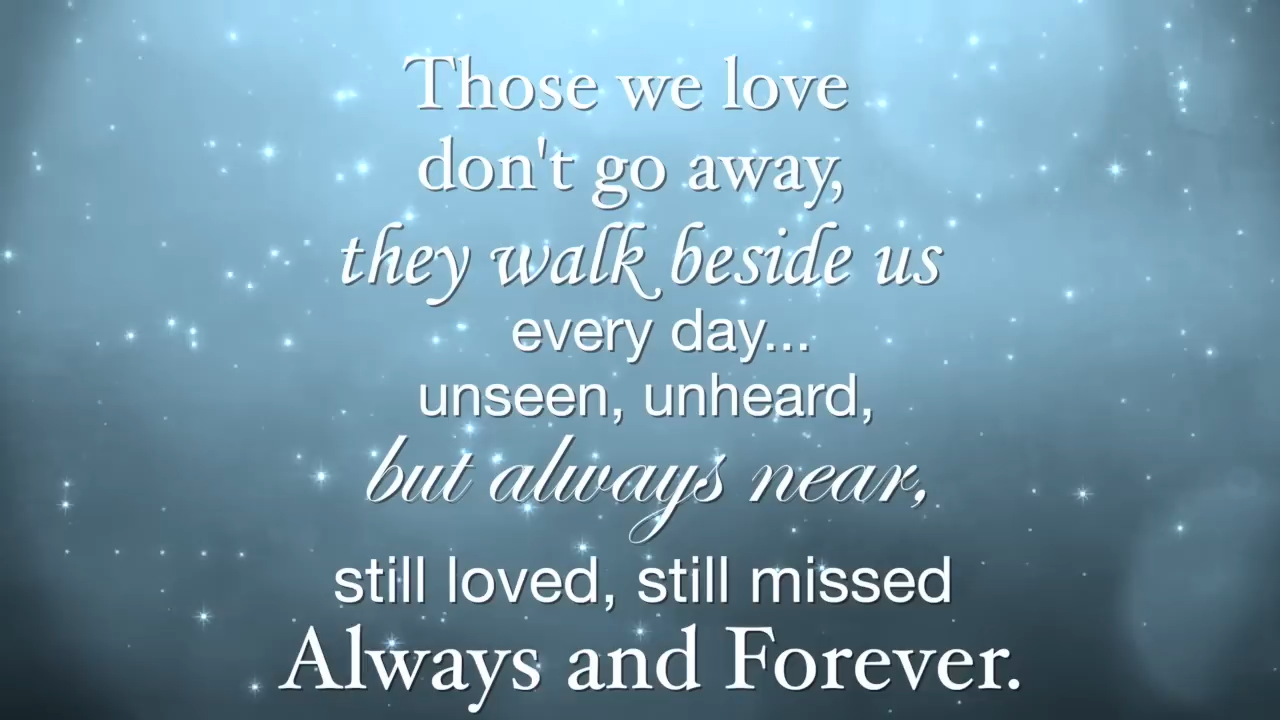 Those we love
don't go away,
they walk beside us
every day...
unseen, unheard,
but always near,
still loved, still missed
Always and Forever.